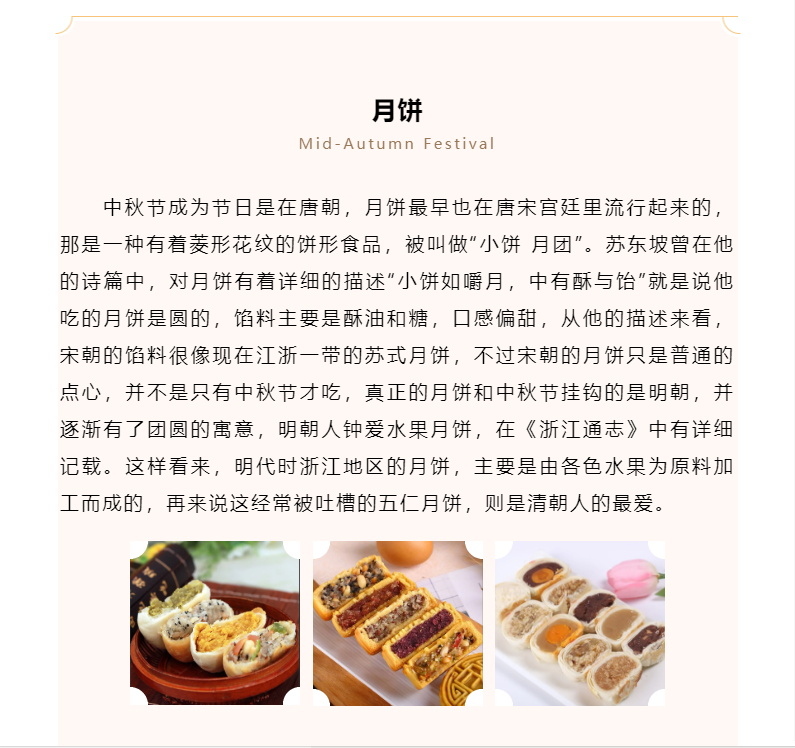 月饼
Mid-Autumn Festival
中秋节成为节日是在唐朝，月饼最早也在唐宋宫廷里流行起来的，
那是一种有着菱形花纹的饼形食品，被叫做“小饼 月团”。苏东坡曾在他
的诗篇中，对月饼有着详细的描述“小饼如嚼月，中有酥与饴”就是说他
吃的月饼是圆的，馅料主要是酥油和糖，口感偏甜，从他的描述来看，
宋朝的馅料很像现在江浙一带的苏式月饼，不过宋朝的月饼只是普通的
点心，并不是只有中秋节才吃，真正的月饼和中秋节挂钩的是明朝，并
逐渐有了团圆的寓意，明朝人钟爱水果月饼，在《浙江通志》中有详细
记载。这样看来，明代时浙江地区的月饼，主要是由各色水果为原料加
工而成的，再来说这经常被吐槽的五仁月饼，则是清朝人的最爱。